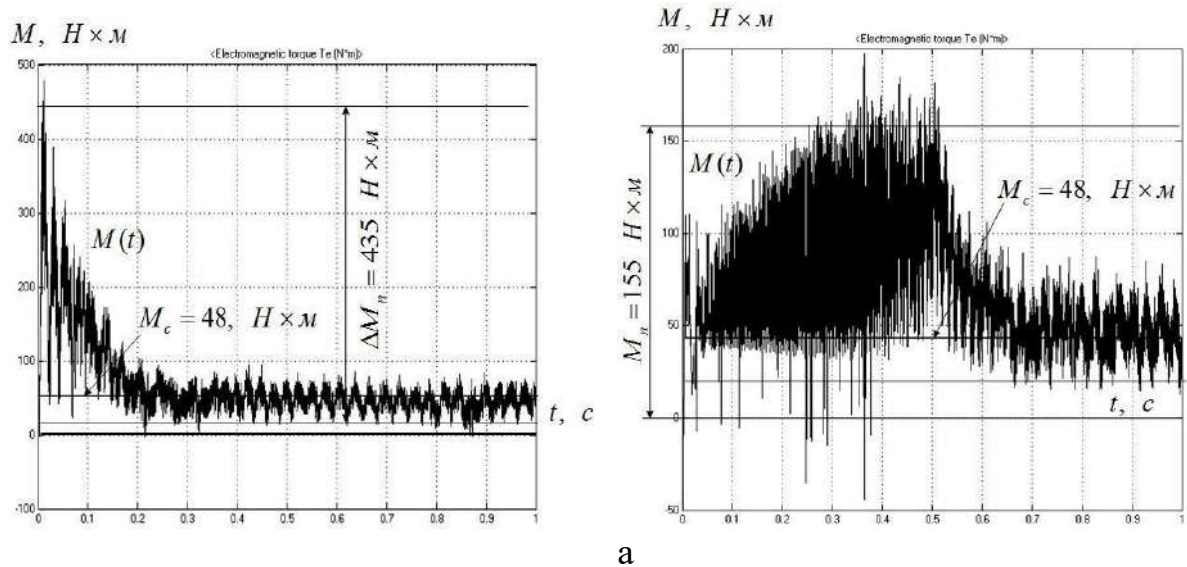 M, H × м
<Electromagnetic torque Te (N*m)>
500
400
300
200
100
0
-100
0 0.1 0.2 0.3 0.4 0.5 0.6 0.7 0.8 0.9 1
M(t)
M_c = 48, H × м
ΔM_n = 435 H × м
t, c
M, H × м
<Electromagnetic torque Te (N*m)>
200
150
100
50
0
-50
0 0.1 0.2 0.3 0.4 0.5 0.6 0.7 0.8 0.9 1
M(t)
M_c = 48, H × м
M_n = 155 H × м
t, c
а